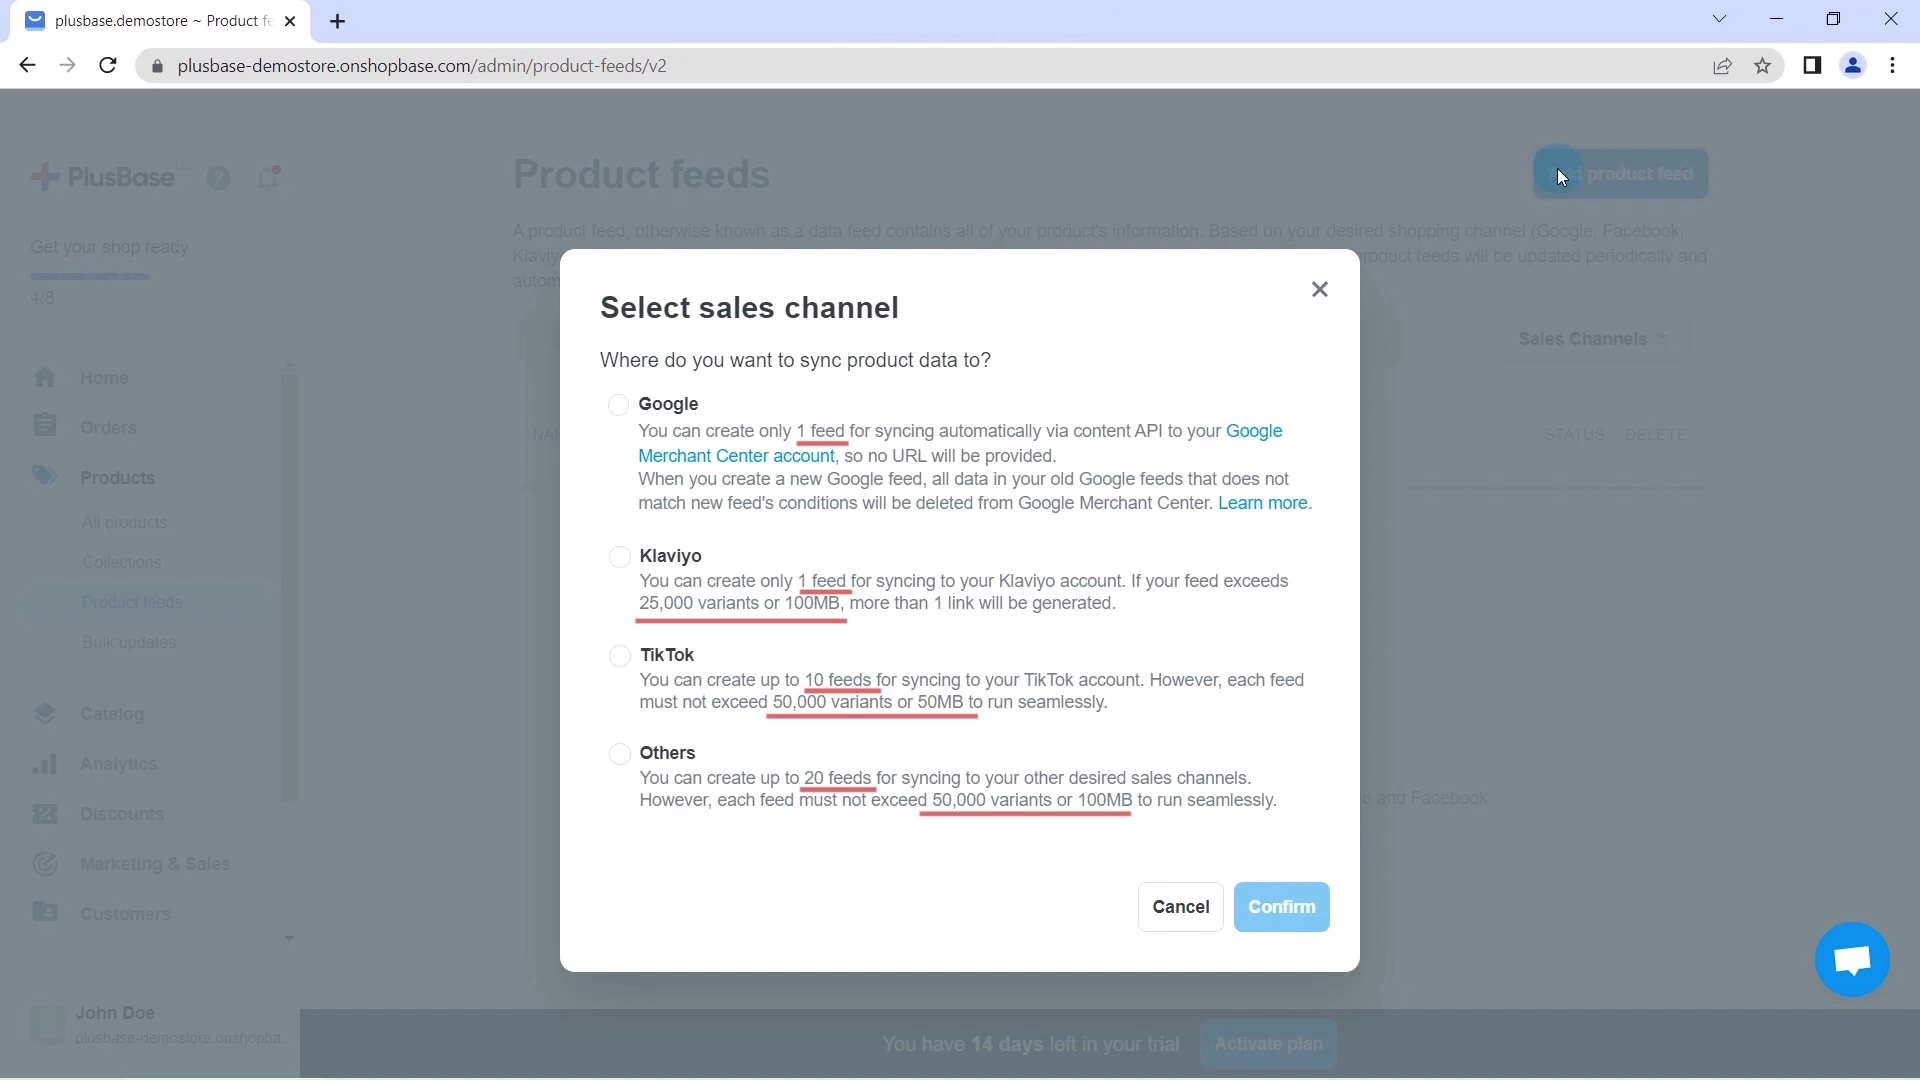 plusbase.demostore ~ Product fe
plusbase-demostore.onshopbase.com/admin/product-feeds/v2
PlusBase
Product feeds
product feed
Get your shop ready
4/8
A product feed, otherwise known as a data feed contains all of your product's information. Based on your desired shopping channel (Google, Facebook,
Klaviy
roduct feeds will be updated periodically and
autom
Select sales channel
Sales Channels
Where do you want to sync product data to?
Home
Google
Orders
You can create only 1 feed for syncing automatically via content API to your Google
NA
STATUS DELETE
Merchant Center account, so no URL will be provided.
Products
When you create a new Google feed, all data in your old Google feeds that does not
match new feed's conditions will be deleted from Google Merchant Center. Learn more.
All products
Collections
Klaviyo
You can create only 1 feed for syncing to your Klaviyo account. If your feed exceeds
25,000 variants or 100MB, more than 1 link will be generated.
Product feeds
Bulk updates
TikTok
You can create up to 10 feeds for syncing to your TikTok account. However, each feed
must not exceed 50,000 variants or 50MB to run seamlessly.
Catalog
Others
Analytics
You can create up to 20 feeds for syncing to your other desired sales channels.
However, each feed must not exceed 50,000 variants or 100MB to run seamlessly.
e and Facebook
Discounts
Marketing & Sales
Customers
Cancel
Confirm
John Doe
plusbase-demostore.onshopba
You have 14 days left in your trial
Activate plan